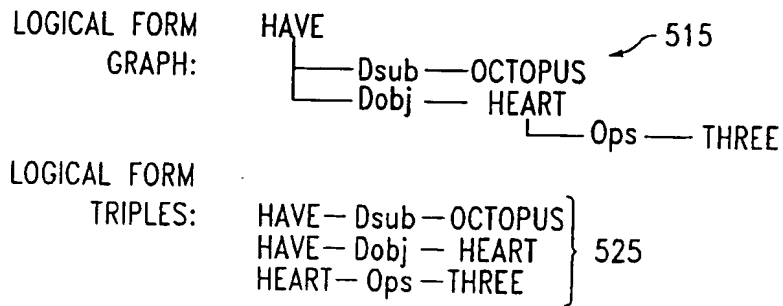 LOGICAL FORM HAVE
GRAPH: 515
Dsub OCTOPUS
Dobj HEART
Ops THREE
LOGICAL FORM
TRIPLES: HAVE—Dsub—OCTOPUS
HAVE—Dobj—HEART 525
HEART—Ops—THREE